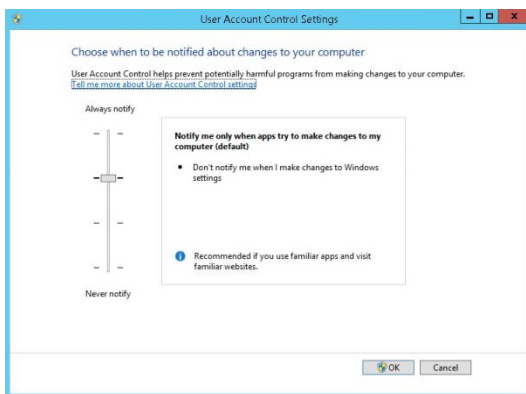 User Account Control Settings
Choose when to be notified about changes to your computer
User Account Control helps prevent potentially harmful programs from making changes to your computer.
Tell me more about User Account Control settings
Always notify
Notify me only when apps try to make changes to my
computer (default)
• Don't notify me when I make changes to Windows
settings
Recommended if you use familiar apps and visit
familiar websites.
Never notify
OK Cancel